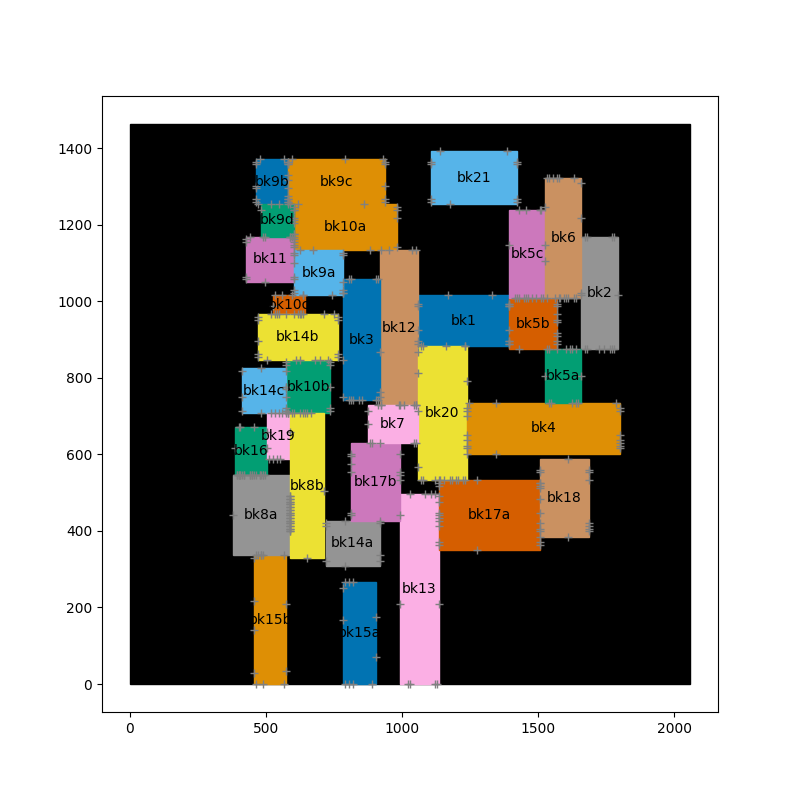 1400
1200
1000
800
600
400
200
0
0 500 1000 1500 2000
bk9b bk9c bk21
bk9d bk10a
bk6
bk11 bk9a bk5c
bk2
bk10c
bk14b bk3 bk12 bk1 bk5b
bk14c bk10b bk5a
bk20
bk19 bk7 bk4
bk16
bk8b bk17b
bk8a bk17a bk18
bk14a
bk13
bk15b bk15a